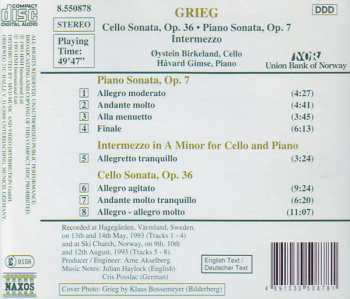 COMPACT
disc
DIGITAL AUDIO
8.550878
STEREO
Playing
Time:
49'47"
GRIEG
DDD
Cello Sonata, Op. 36 • Piano Sonata, Op. 7
Intermezzo
Øystein Birkeland, Cello
Håvard Gimse, Piano
Union Bank of Norway
Piano Sonata, Op. 7
1 Allegro moderato (4:27)
2 Andante molto (4:41)
3 Alla menuetto (3:45)
4 Finale (6:13)
Intermezzo in A Minor for Cello and Piano
5 Allegretto tranquillo (3:24)
Cello Sonata, Op. 36
6 Allegro agitato (9:24)
7 Andante molto tranquillo (6:20)
8 Allegro - allegro molto (11:07)
Recorded at Hagegården, Värmland, Sweden,
on 13th and 14th May, 1993 (Tracks 1 - 4)
and at Ski Church, Norway, on 9th, 10th
and 12th August, 1993 (Tracks 5 - 8).
Producer / Engineer: Arne Akselberg
Music Notes: Julian Haylock (English)
Cris Posslac (German)
Cover Photo: Grieg by Klaus Bossemeyer (Bilderberg)
English Text /
Deutscher Text
NAXOS